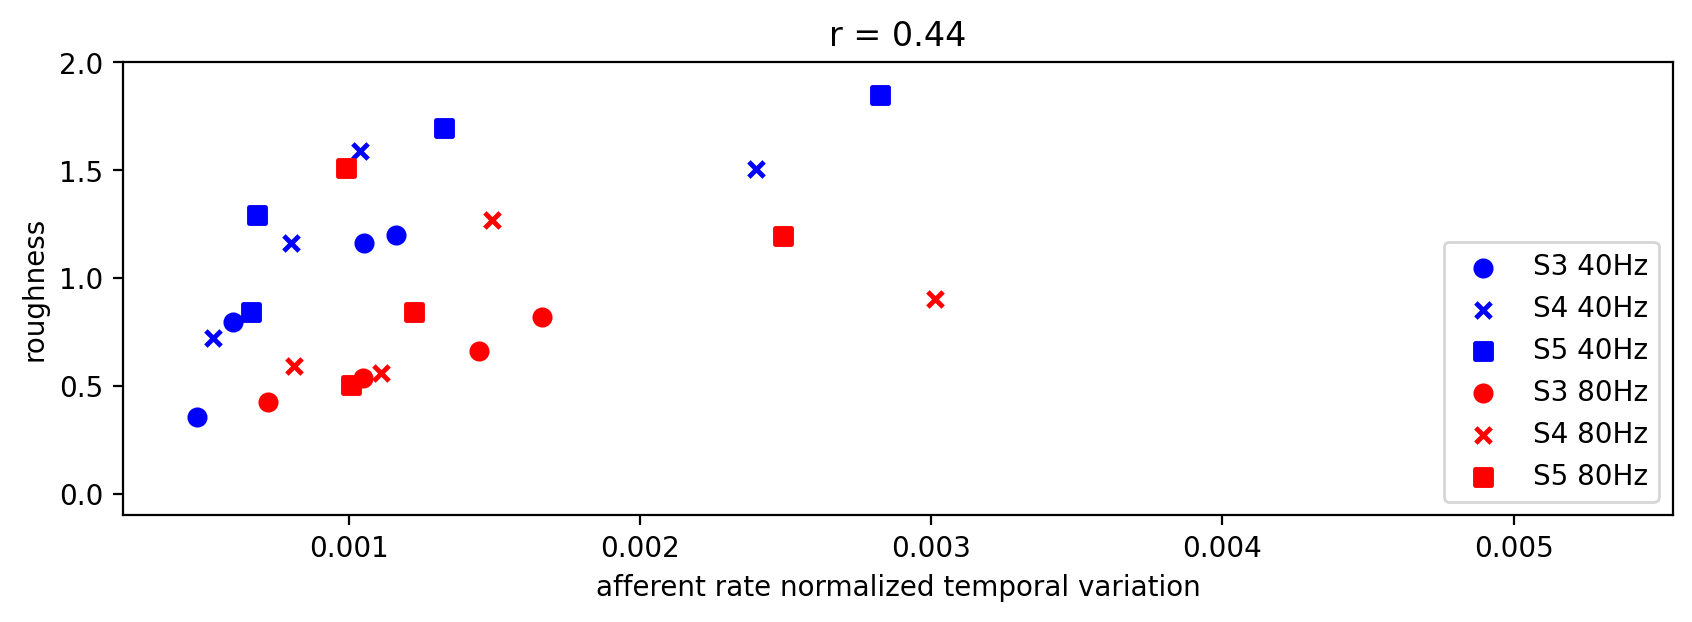 r = 0.44
2.0
1.5
1.0
0.5
0.0
roughness
S3 40Hz
S4 40Hz
S5 40Hz
S3 80Hz
S4 80Hz
S5 80Hz
0.001 0.002 0.003 0.004 0.005
afferent rate normalized temporal variation